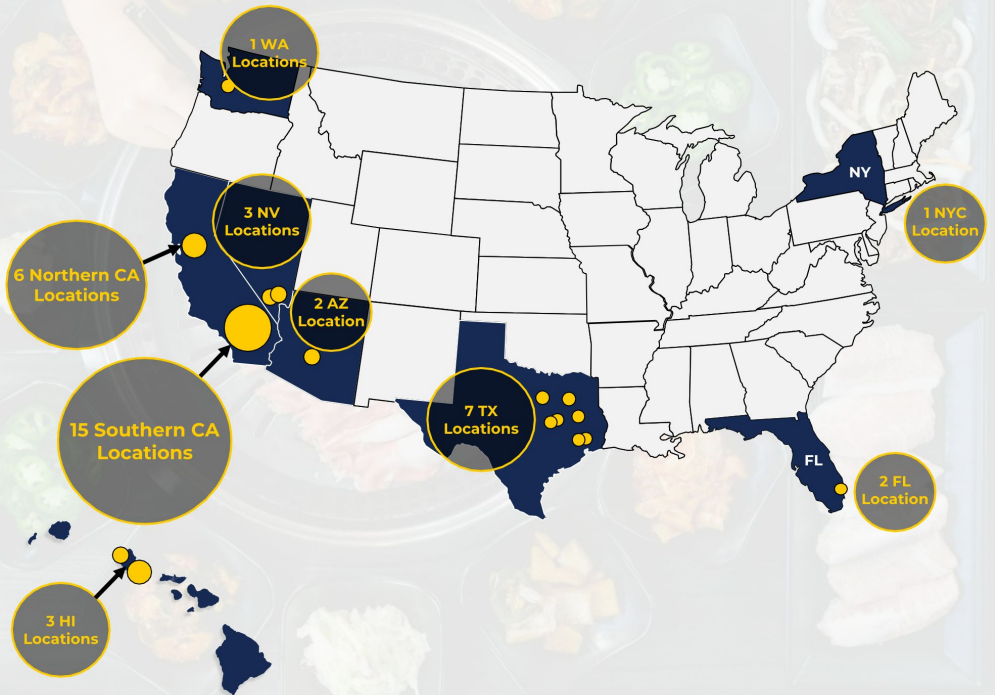 1 WA
Locations
NY
3 NV
Locations
1 NYC
Location
6 Northern CA
Locations
2 AZ
Location
7 TX
Locations
15 Southern CA
Locations
FL
2 FL
Location
3 HI
Locations